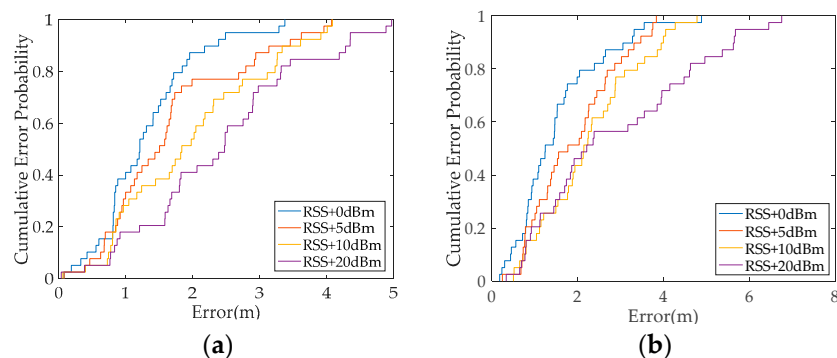 1
0.8
0.6
0.4
0.2
0
Cumulative Error Probability
RSS+0dBm
RSS+5dBm
RSS+10dBm
RSS+20dBm
0 1 2 3 4 5
Error(m)
(a)
1
0.8
0.6
0.4
0.2
0
Cumulative Error Probability
RSS+0dBm
RSS+5dBm
RSS+10dBm
RSS+20dBm
0 2 4 6 8
Error(m)
(b)